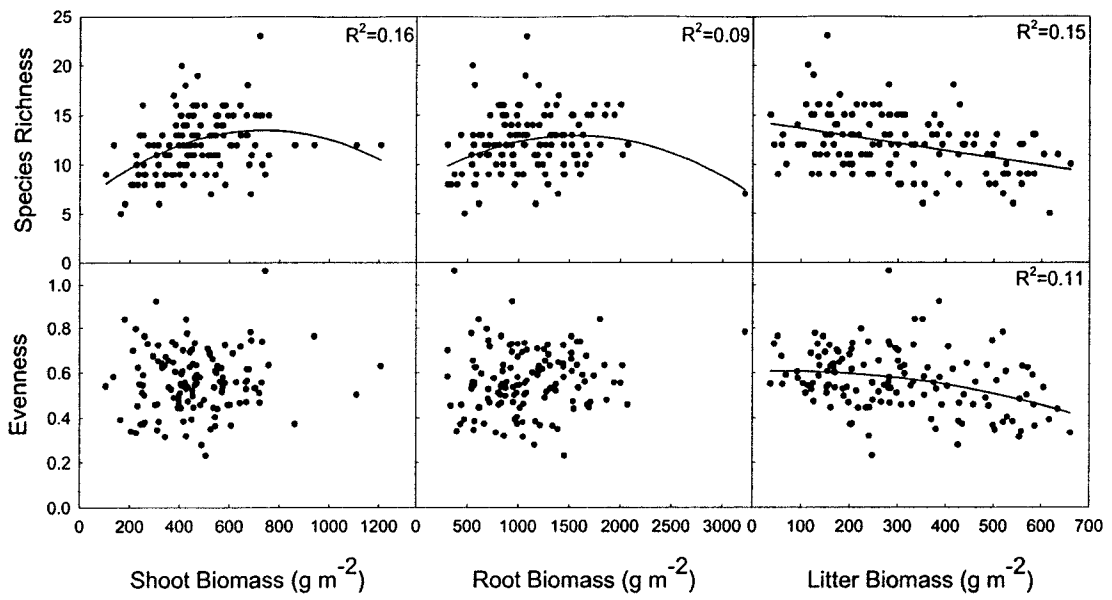 R²=0.16
R²=0.09
R²=0.15
25
20
15
10
5
0
Species Richness
R²=0.11
1.0
0.8
0.6
0.4
0.2
0.0
Evenness
200 400 600 800 1000 1200
500 1000 1500 2000 2500 3000
0 100 200 300 400 500 600 700
Shoot Biomass (g m⁻²)
Root Biomass (g m⁻²)
Litter Biomass (g m⁻²)